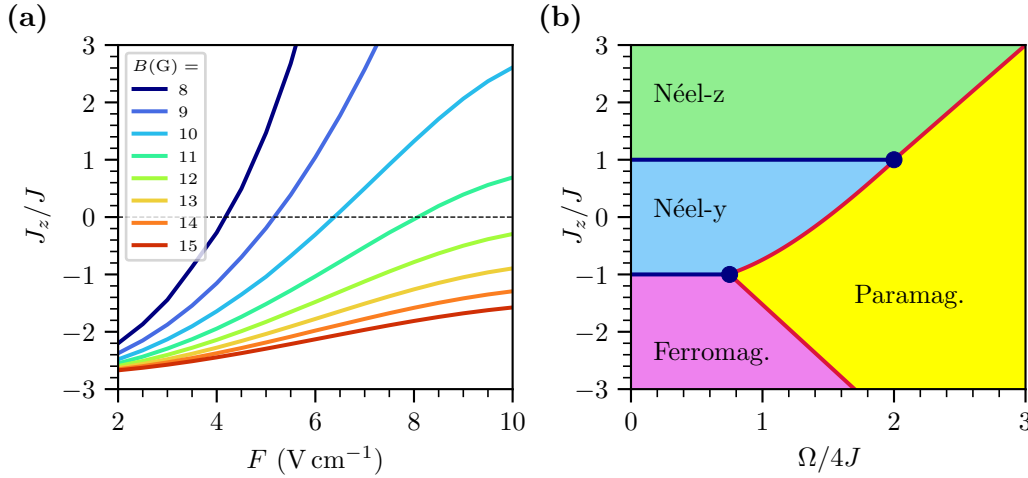 (a)
J_z/J
3
2
1
0
−1
−2
−3
B(G) =
8
9
10
11
12
13
14
15
2
4
6
8
10
F (V cm⁻¹)
(b)
J_z/J
3
2
1
0
−1
−2
−3
Néel-z
Néel-y
Paramag.
Ferromag.
0
1
2
3
Ω/4J